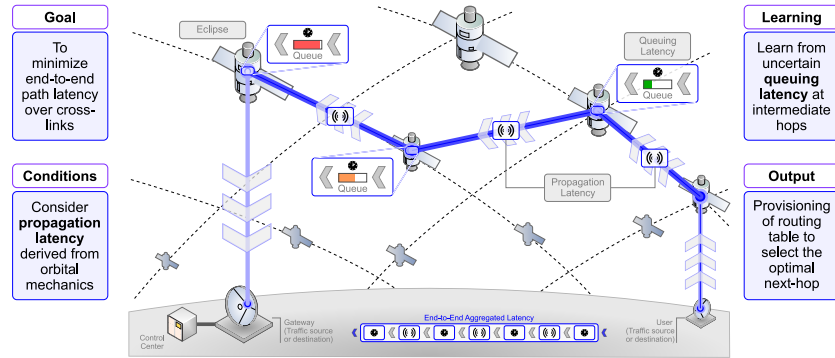 Goal
To
minimize
end-to-end
path latency
over cross-
links
Conditions
Consider
propagation
latency
derived from
orbital
mechanics
Eclipse
Queue
Queue
Queuing
Latency
Queue
Propagation
Latency
Learning
Learn from
uncertain
queuing
latency at
intermediate
hops
Output
Provisioning
of routing
table to
select the
optimal
next-hop
Control
Center
Gateway
(Traffic source
or destination)
End-to-End Aggregated Latency
User
(Traffic source
or destination)